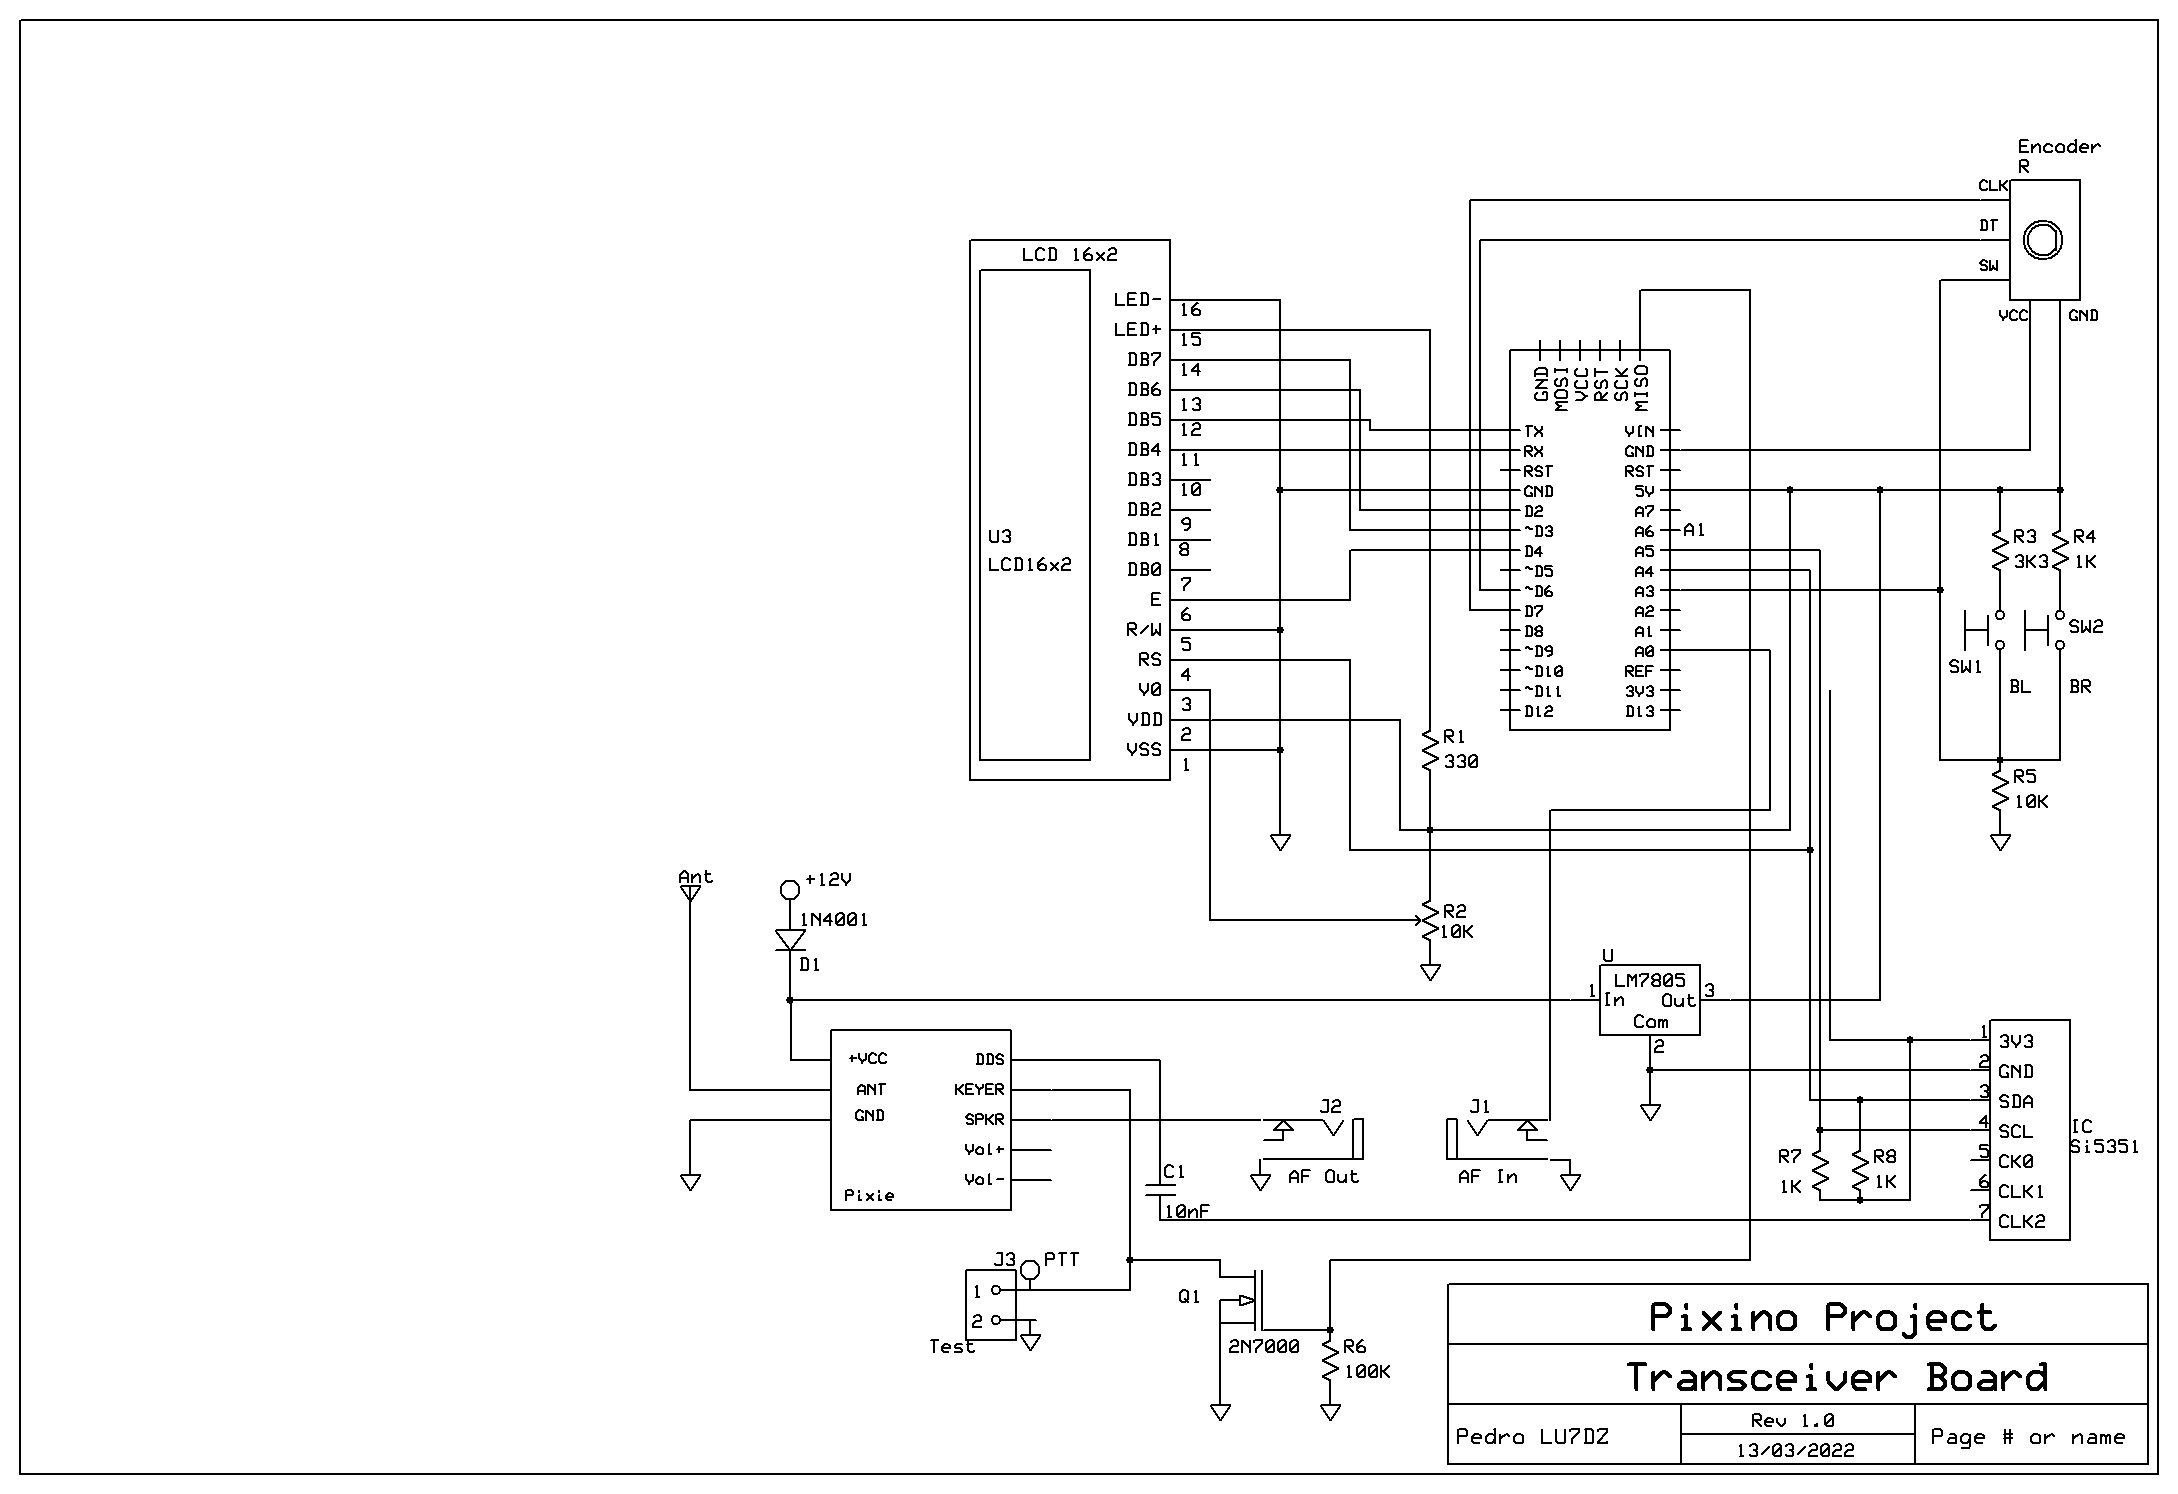 Encoder
R
CLK
DT
SW
VCC
GND
LCD 16x2
LED-
16
LED+
15
DB7
14
DB6
13
DB5
12
DB4
11
DB3
10
DB2
9
DB1
8
DB0
7
E
6
R/W
5
RS
4
V0
3
VDD
2
VSS
1
U3
LCD16x2
GND
MOSI
VCC
RST
SCK
MISO
TX
RX
RST
GND
D2
~D3
D4
~D5
~D6
D7
D8
~D9
~D10
~D11
D12
VIN
GND
RST
5V
A7
A6
A1
A5
A4
A3
A2
A1
A0
REF
3V3
D13
R3
3K3
R4
1K
SW1
SW2
BL
BR
R5
10K
R1
330
R2
10K
Ant
+12V
1N4001
D1
U
LM7805
1
In
Out
3
Com
2
+VCC
ANT
GND
DDS
KEYER
SPKR
Vol+
Vol-
Pixie
J2
AF Out
J1
AF In
C1
10nF
1
3V3
2
GND
3
SDA
4
SCL
5
CK0
6
CLK1
7
CLK2
IC
Si5351
R7
1K
R8
1K
J3
PTT
1
2
Test
Q1
2N7000
R6
100K
Pixino Project
Transceiver Board
Pedro LU7DZ
Rev 1.0
13/03/2022
Page # or name